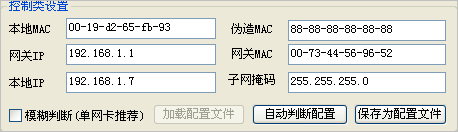 控制类设置
本地MAC 00-19-d2-65-fb-93 伪造MAC 88-88-88-88-88-88
网关IP 192.168.1.1 网关MAC 00-73-44-56-96-52
本地IP 192.168.1.7 子网掩码 255.255.255.0
模糊判断(单网卡推荐) 加载配置文件 自动判断配置 保存为配置文件